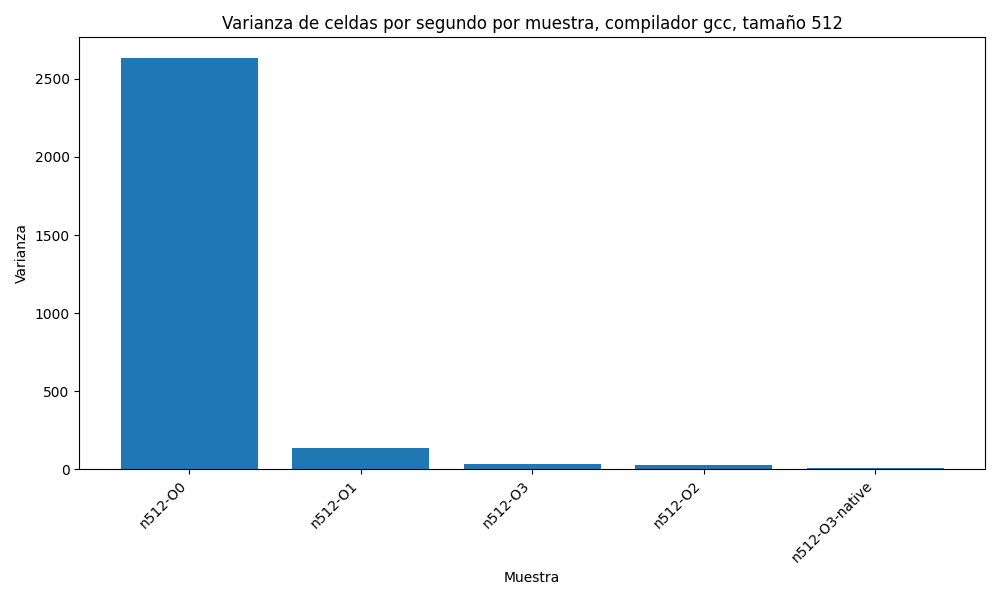 Varianza de celdas por segundo por muestra, compilador gcc, tamaño 512
2500
2000
1500
1000
500
0
Varianza
n512-O0
n512-O1
n512-O3
n512-O2
n512-O3-native
Muestra